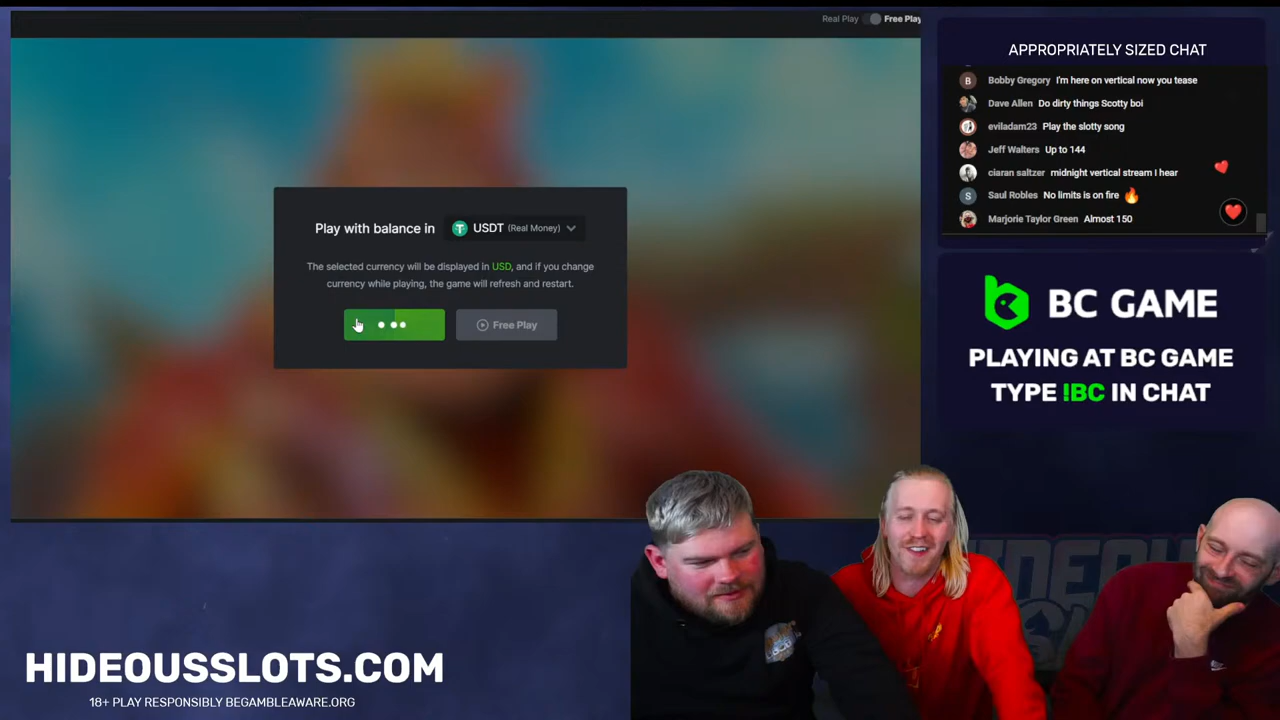 Real Play Free Play
Play with balance in USDT (Real Money)
The selected currency will be displayed in USD, and if you change
currency while playing, the game will refresh and restart.
Free Play
APPROPRIATELY SIZED CHAT
Bobby Gregory I'm here on vertical now you tease
Dave Allen Do dirty things Scotty boi
eviladam23 Play the slotty song
Jeff Walters Up to 144
ciaran saltzer midnight vertical stream I hear
Saul Robles No limits is on fire 🔥
Marjorie Taylor Green Almost 150
BC GAME
PLAYING AT BC GAME
TYPE !BC IN CHAT
HIDEOUSSLOTS.COM
18+ PLAY RESPONSIBLY BEGAMBLEAWARE.ORG